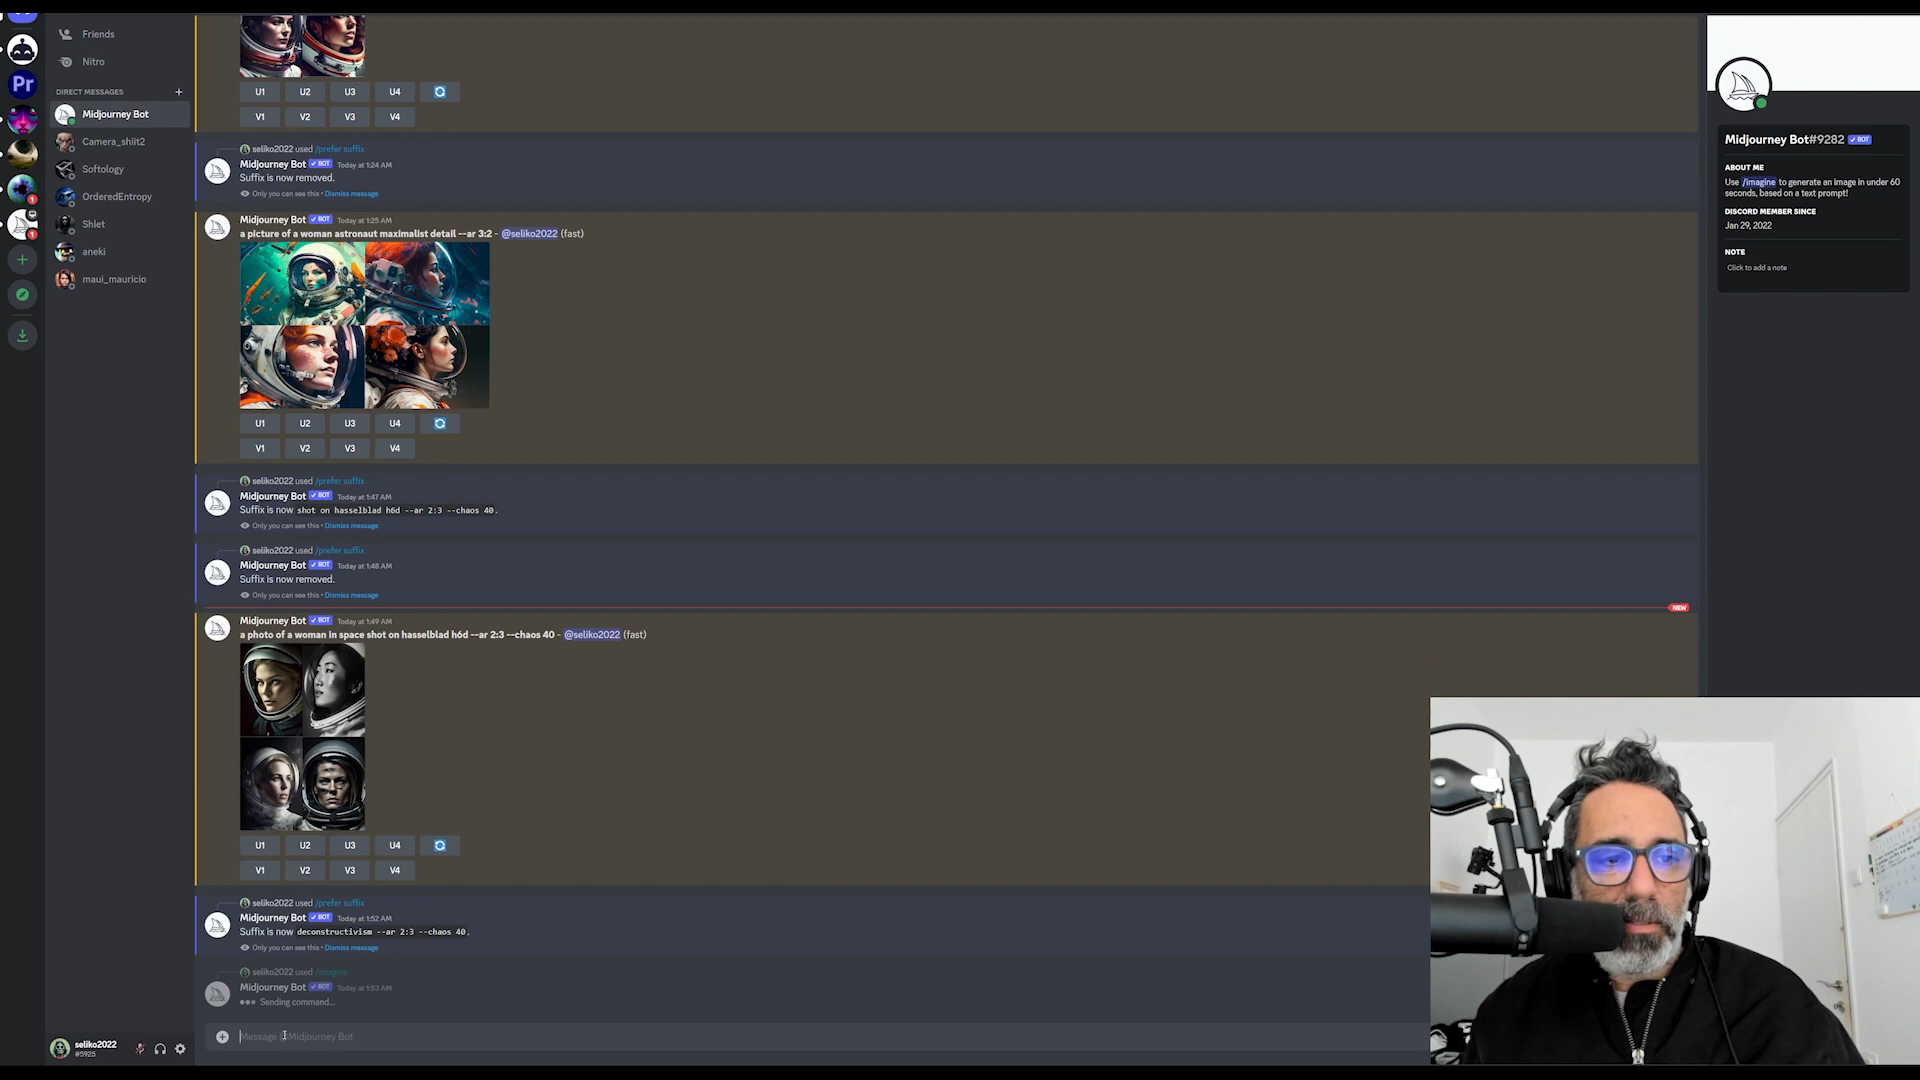 Friends
Nitro
DIRECT MESSAGES +
Midjourney Bot
Camera_shiit2
Softology
OrderedEntropy
Shlet
aneki
maui_mauricio
Pr
1
1
seliko2022
#5925
U1 U2 U3 U4
V1 V2 V3 V4
seliko2022 used /prefer suffix
Midjourney Bot ✓ BOT Today at 1:24 AM
Suffix is now removed.
Only you can see this • Dismiss message
Midjourney Bot ✓ BOT Today at 1:25 AM
a picture of a woman astronaut maximalist detail --ar 3:2 - @seliko2022 (fast)
U1 U2 U3 U4
V1 V2 V3 V4
seliko2022 used /prefer suffix
Midjourney Bot ✓ BOT Today at 1:47 AM
Suffix is now shot on hasselblad h6d --ar 2:3 --chaos 40.
Only you can see this • Dismiss message
seliko2022 used /prefer suffix
Midjourney Bot ✓ BOT Today at 1:48 AM
Suffix is now removed.
Only you can see this • Dismiss message
NEW
Midjourney Bot ✓ BOT Today at 1:49 AM
a photo of a woman in space shot on hasselblad h6d --ar 2:3 --chaos 40 - @seliko2022 (fast)
U1 U2 U3 U4
V1 V2 V3 V4
seliko2022 used /prefer suffix
Midjourney Bot ✓ BOT Today at 1:52 AM
Suffix is now deconstructivism --ar 2:3 --chaos 40.
Only you can see this • Dismiss message
seliko2022 used /imagine
Midjourney Bot ✓ BOT Today at 1:53 AM
Sending command...
Message @Midjourney Bot
Midjourney Bot#9282 ✓ BOT
ABOUT ME
Use /imagine to generate an image in under 60
seconds, based on a text prompt!
DISCORD MEMBER SINCE
Jan 29, 2022
NOTE
Click to add a note